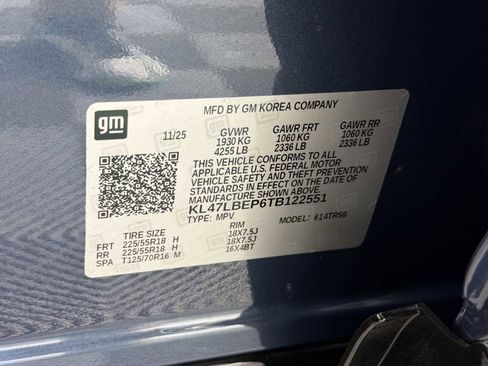 gm
MFD BY GM KOREA COMPANY
11/25 GVWR GAWR FRT GAWR RR
1930 KG 1060 KG 1060 KG
4255 LB 2336 LB 2336 LB
THIS VEHICLE CONFORMS TO ALL
APPLICABLE U.S. FEDERAL MOTOR
VEHICLE SAFETY AND THEFT PREVENTION
STANDARDS IN EFFECT ON THE DATE OF
MANUFACTURE SHOWN ABOVE.
KL47LBEP6TB122551
TYPE: MPV MODEL: 614TR58
TIRE SIZE RIM
FRT 225/55R18 H 18X7.5J
RR 225/55R18 H 18X7.5J
SPA T125/70R16 M 16X4BT